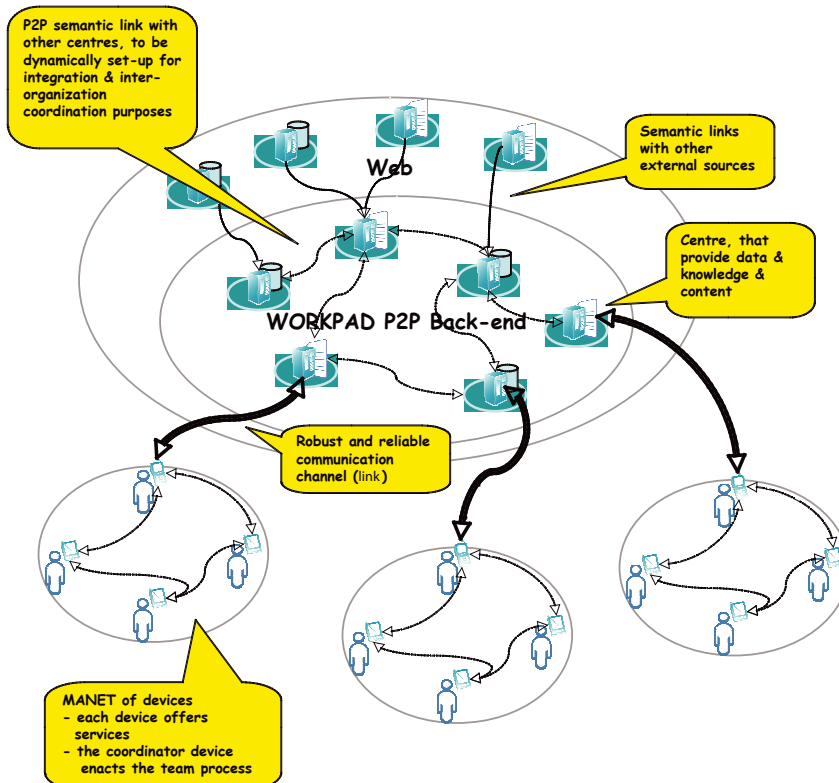 P2P semantic link with
other centres, to be
dynamically set-up for
integration & inter-
organization
coordination purposes
Web
Semantic links
with other
external sources
Centre, that
provide data &
knowledge &
content
WORKPAD P2P Back-end
Robust and reliable
communication
channel (link)
MANET of devices
- each device offers
services
- the coordinator device
enacts the team process